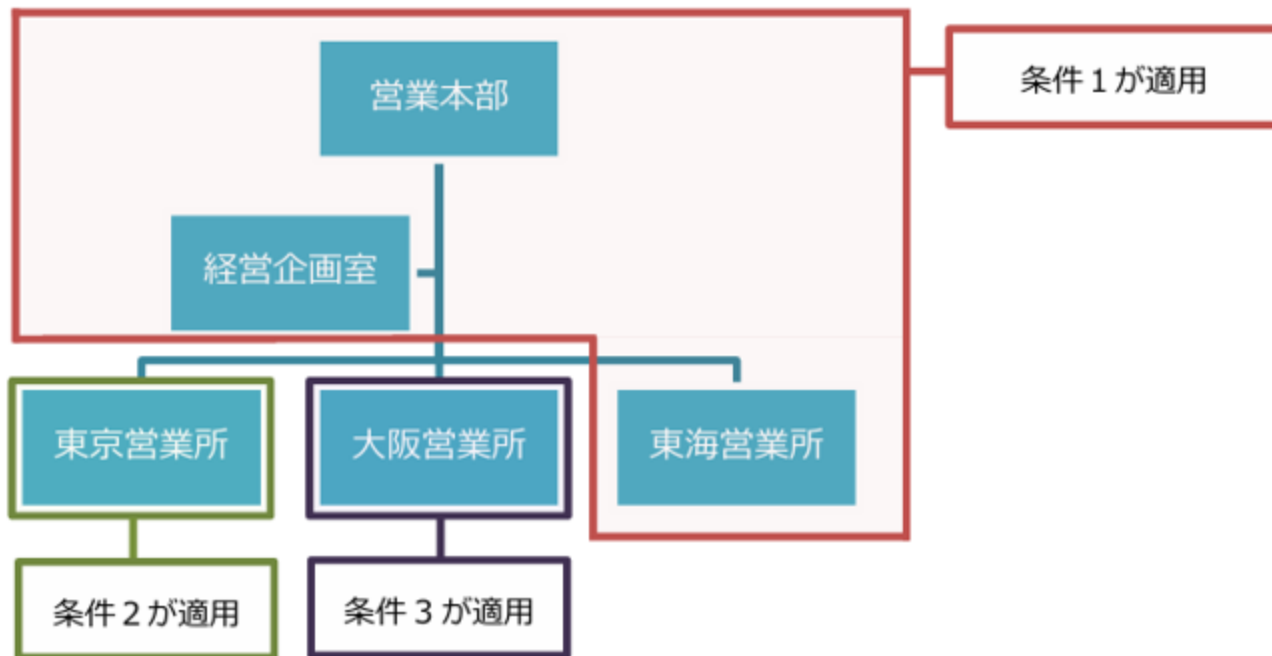 営業本部
条件1が適用
経営企画室
東京営業所
大阪営業所
東海営業所
条件2が適用
条件3が適用